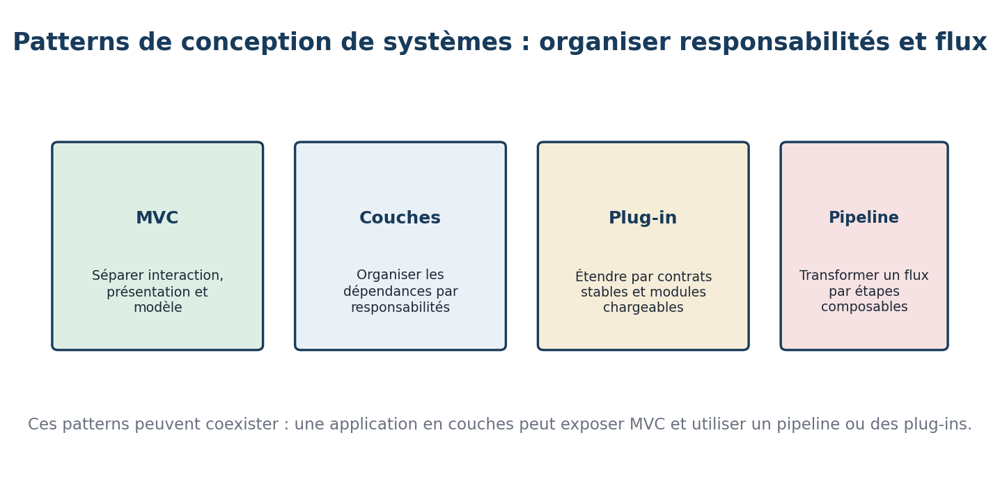 Patterns de conception de systèmes : organiser responsabilités et flux
MVC
Séparer interaction,
présentation et
modèle
Couches
Organiser les
dépendances par
responsabilités
Plug-in
Étendre par contrats
stables et modules
chargeables
Pipeline
Transformer un flux
par étapes
composables
Ces patterns peuvent coexister : une application en couches peut exposer MVC et utiliser un pipeline ou des plug-ins.